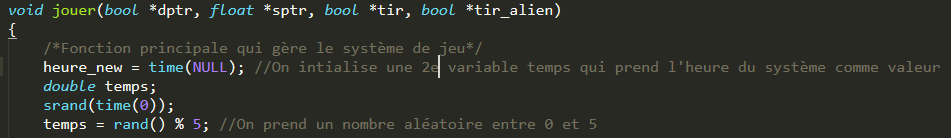 void jouer(bool *dptr, float *sptr, bool *tir, bool *tir_alien)
{
/*Fonction principale qui gère le système de jeu*/
heure_new = time(NULL); //On intialise une 2e variable temps qui prend l'heure du système comme valeur
double temps;
srand(time(0));
temps = rand() % 5; //On prend un nombre aléatoire entre 0 et 5